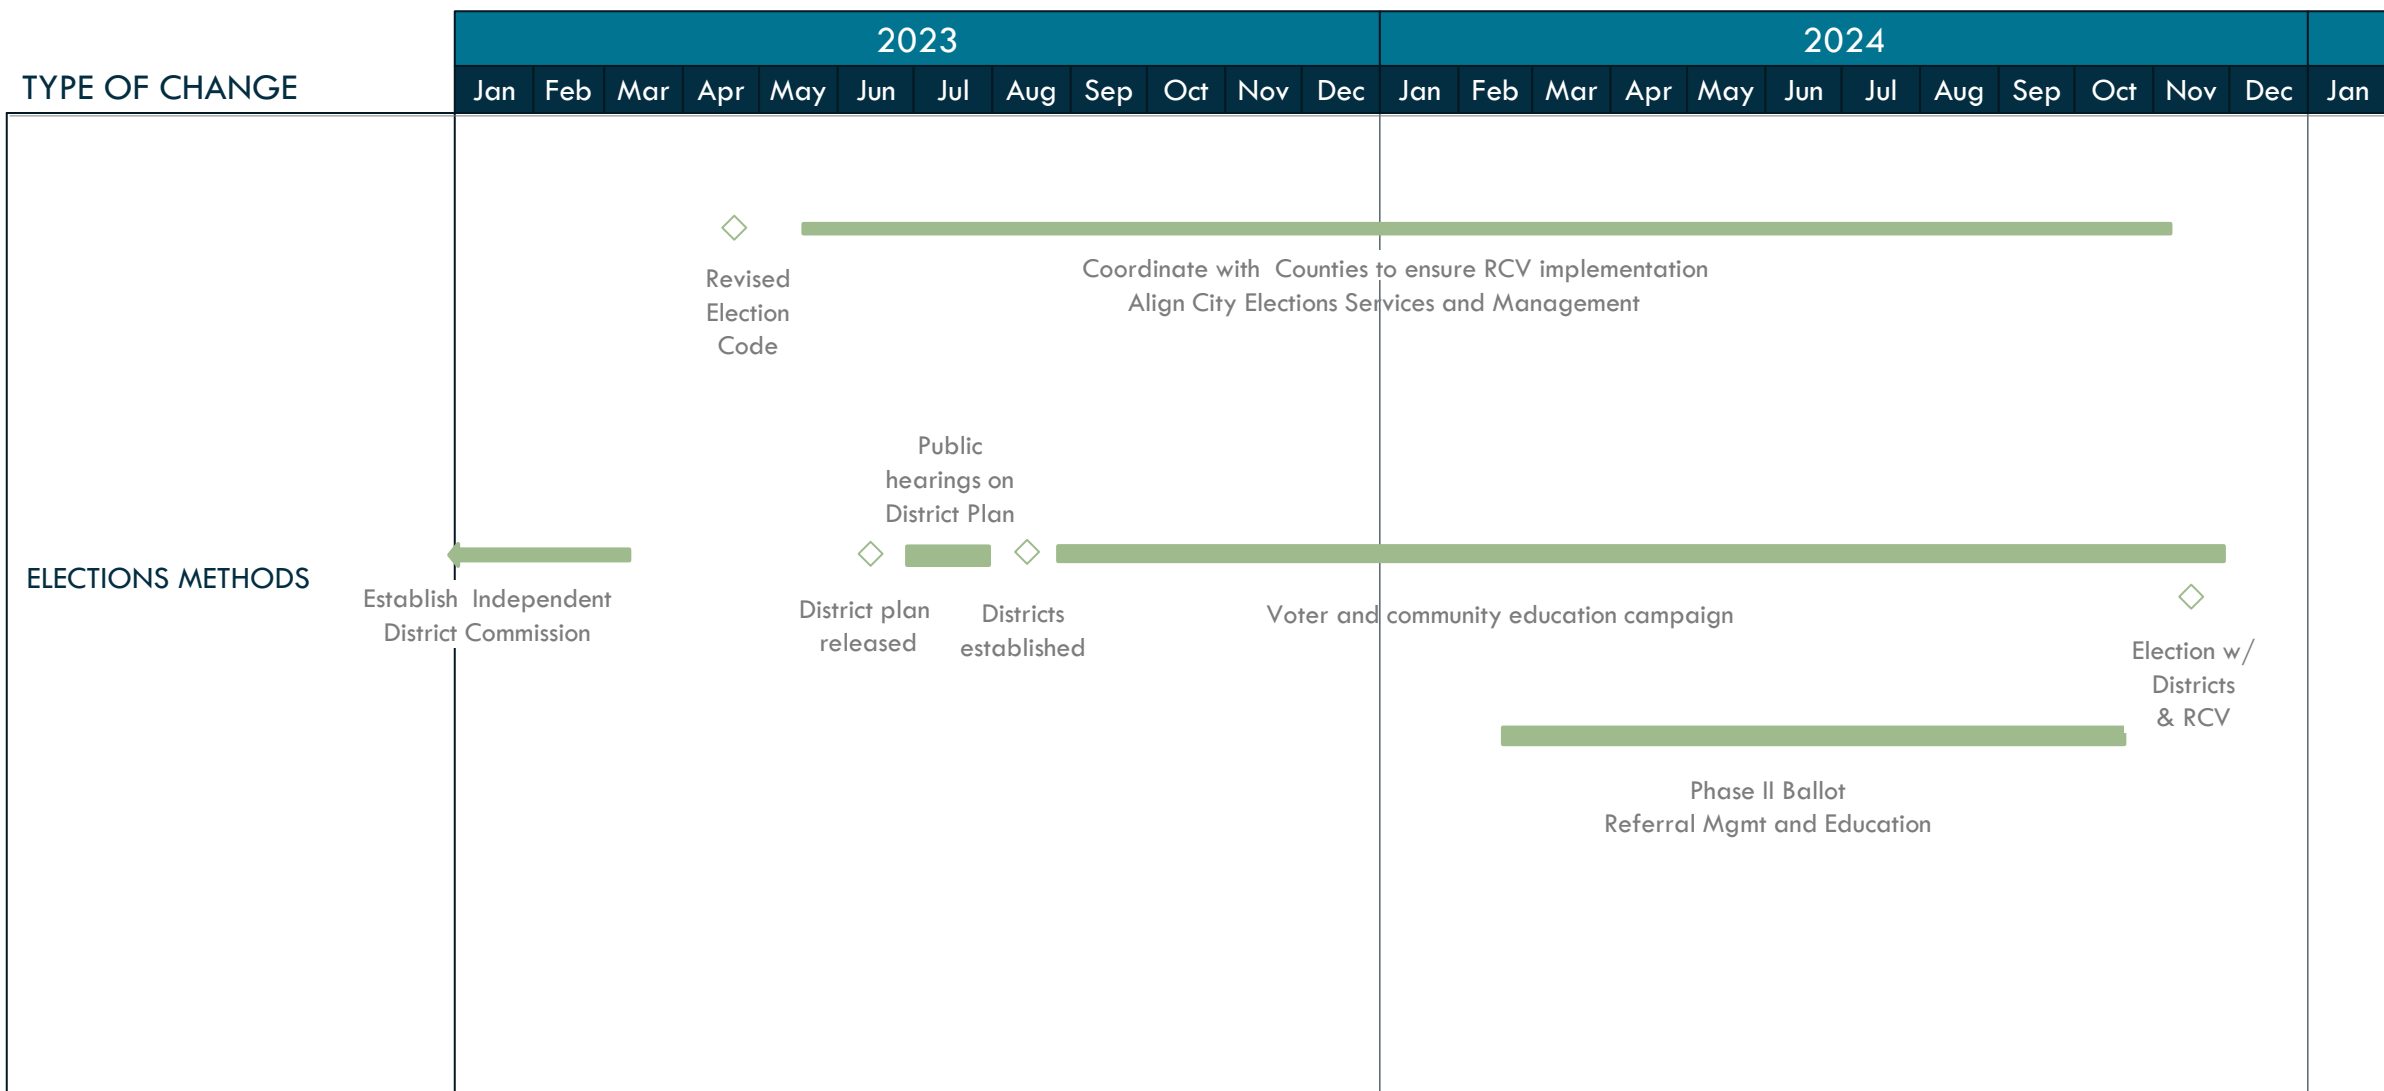 2023
2024
TYPE OF CHANGE
Jan Feb Mar Apr May Jun Jul Aug Sep Oct Nov Dec Jan Feb Mar Apr May Jun Jul Aug Sep Oct Nov Dec Jan
Revised
Election
Code
Coordinate with Counties to ensure RCV implementation
Align City Elections Services and Management
Public
hearings on
District Plan
ELECTIONS METHODS
Establish Independent
District Commission
District plan
released
Districts
established
Voter and community education campaign
Election w/
Districts
& RCV
Phase II Ballot
Referral Mgmt and Education